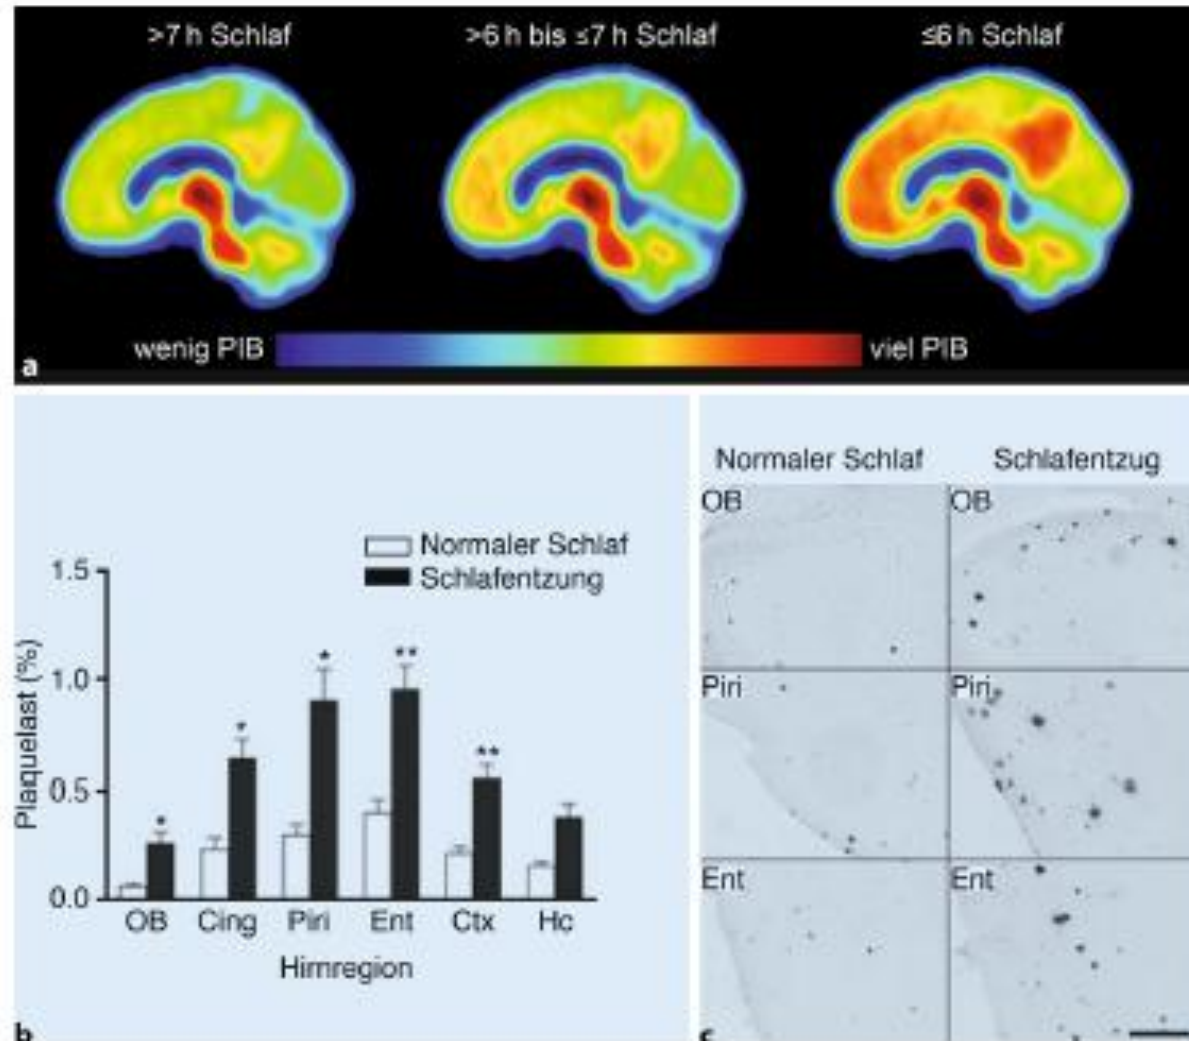 >7 h Schlaf
>6 h bis ≤7 h Schlaf
≤6 h Schlaf
wenig PIB
viel PIB
a
Normaler Schlaf
Schlafentzung
1.5
1.0
0.5
0.0
Plaquelast (%)
* * * ** **
OB Cing Piri Ent Ctx Hc
Hirnregion
b
Normaler Schlaf
Schlafentzug
OB
OB
Piri
Piri
Ent
Ent
c